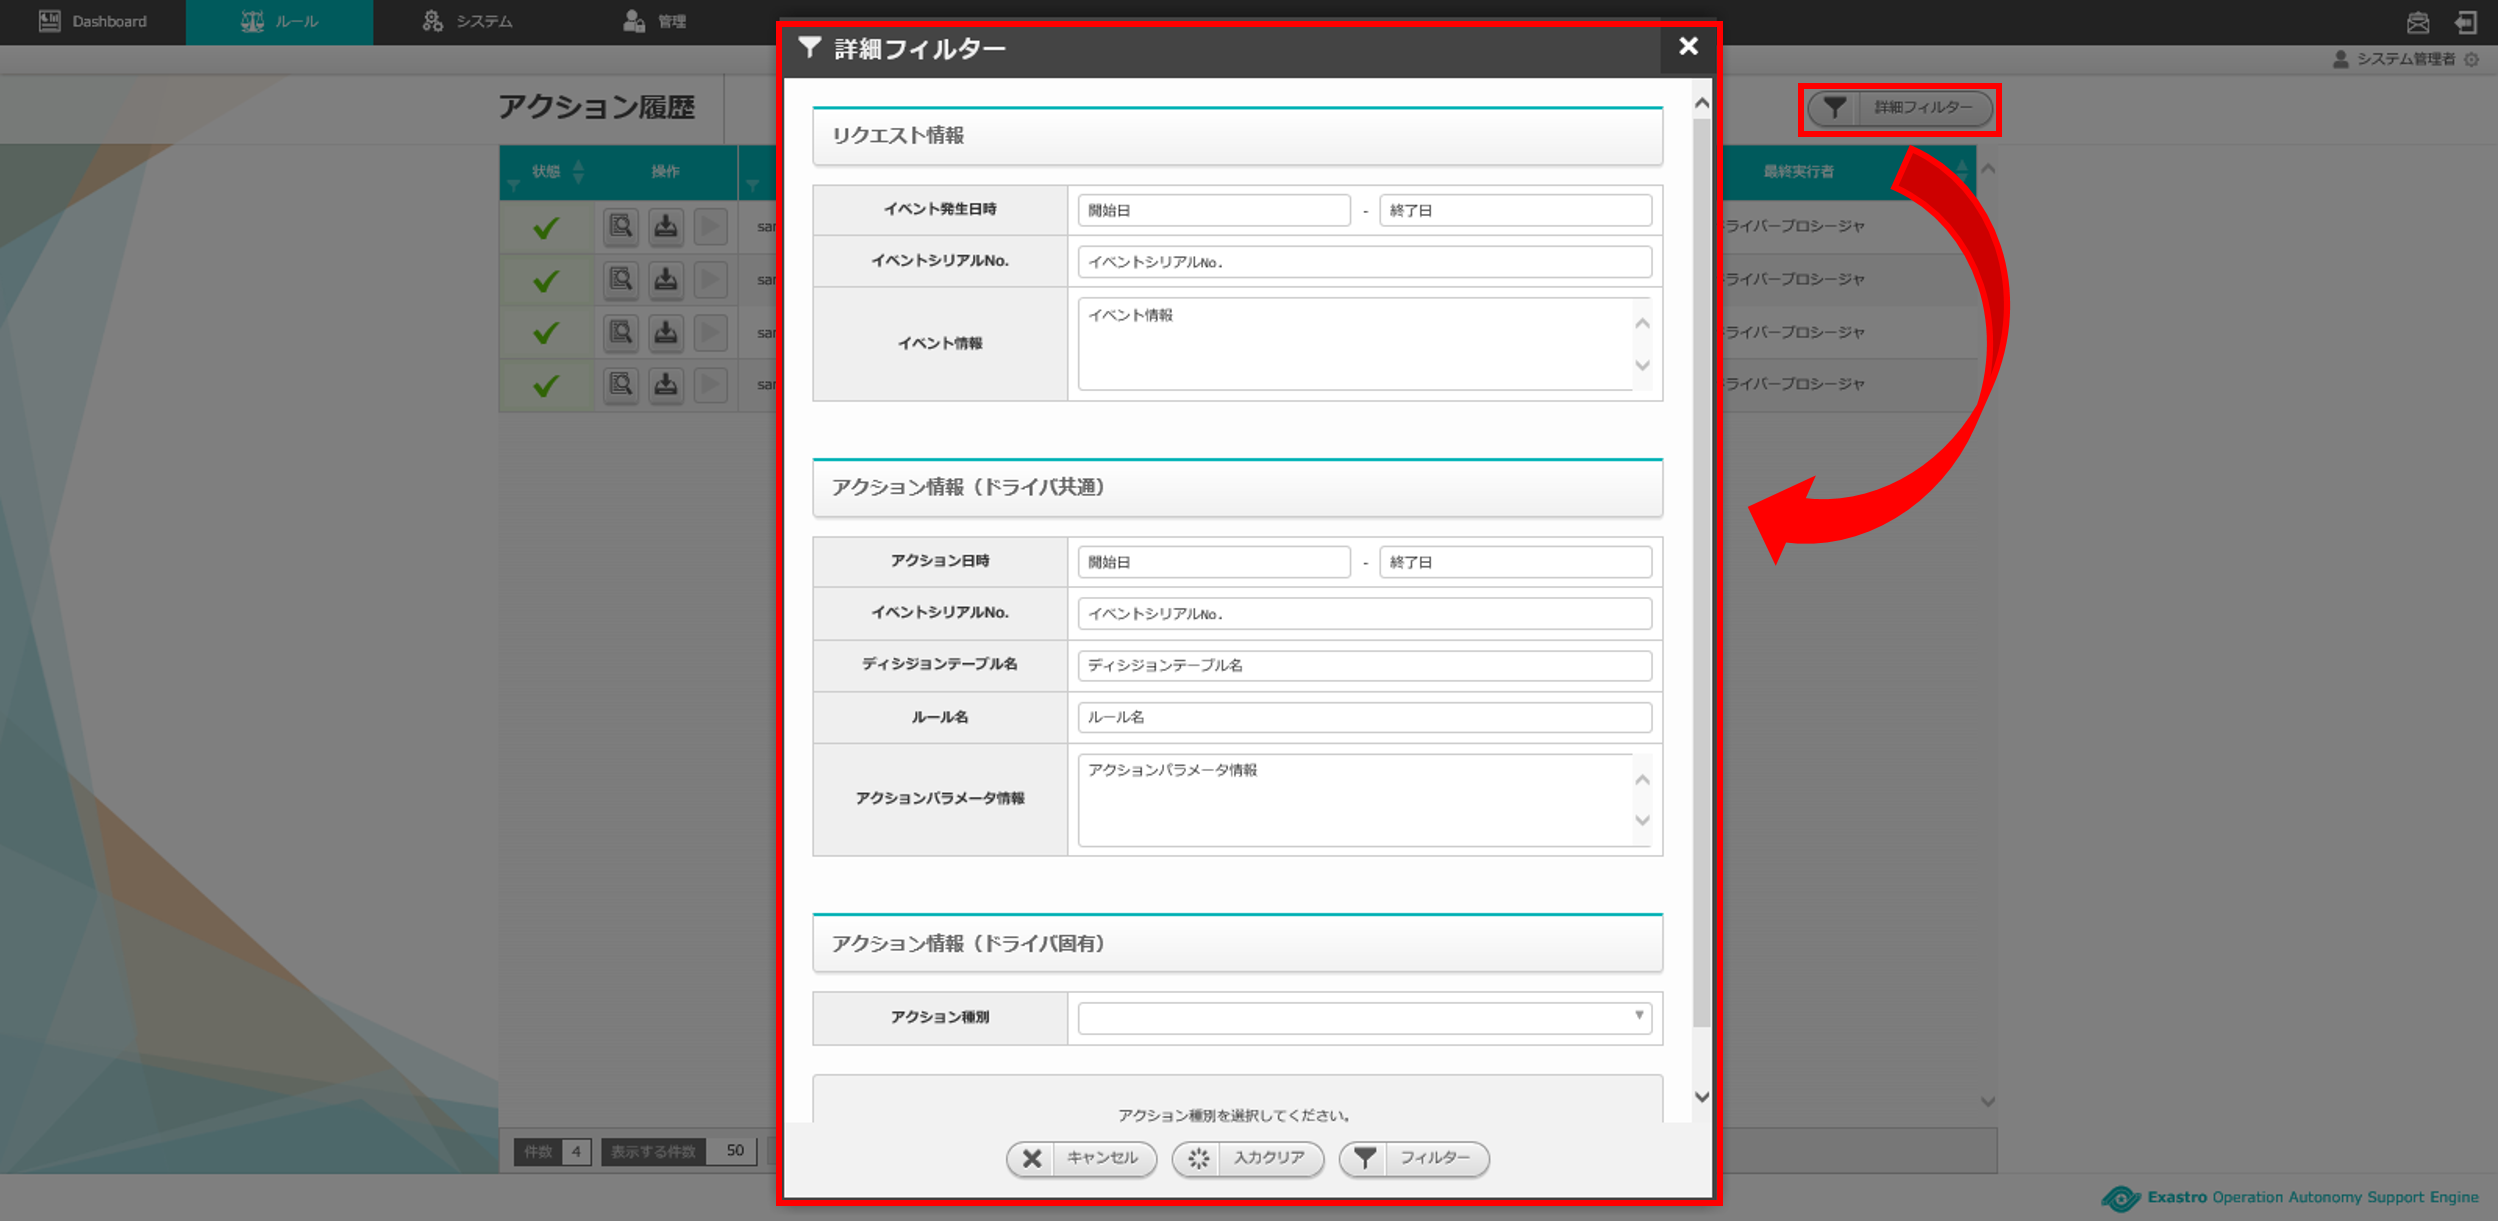 Dashboard
ルール
システム
管理
システム管理者
アクション履歴
詳細フィルター
状態
操作
最終実行者
sar
ライバープロシージャ
sar
ライバープロシージャ
sar
ライバープロシージャ
sar
ライバープロシージャ
件数 4
表示する件数 50
詳細フィルター
リクエスト情報
イベント発生日時
開始日 - 終了日
イベントシリアルNo.
イベントシリアルNo.
イベント情報
イベント情報
アクション情報（ドライバ共通）
アクション日時
開始日 - 終了日
イベントシリアルNo.
イベントシリアルNo.
ディシジョンテーブル名
ディシジョンテーブル名
ルール名
ルール名
アクションパラメータ情報
アクションパラメータ情報
アクション情報（ドライバ固有）
アクション種別
アクション種別を選択してください。
キャンセル
入力クリア
フィルター
Exastro Operation Autonomy Support Engine